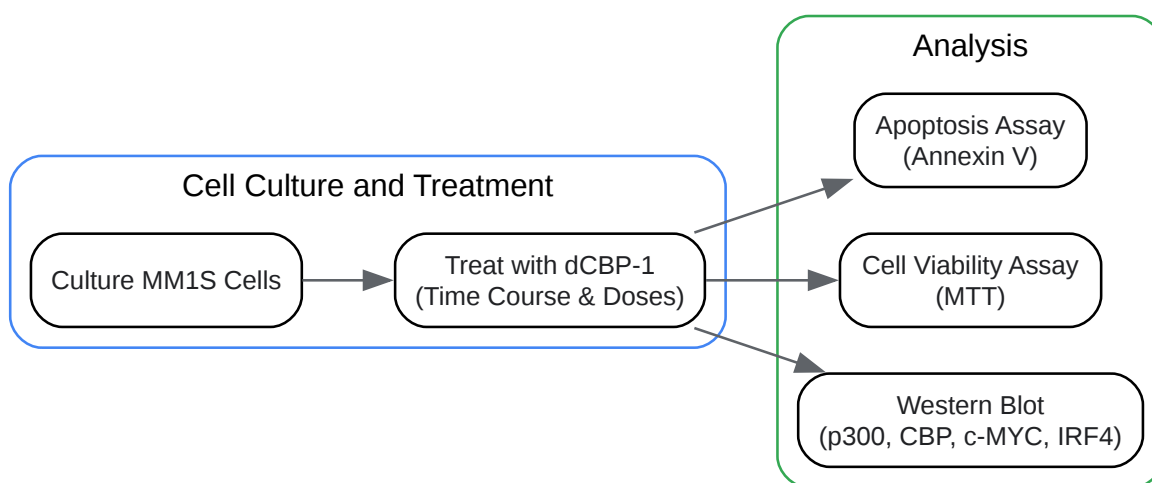 Cell Culture and Treatment
Culture MM1S Cells
Treat with dCBP-1
(Time Course & Doses)
Analysis
Apoptosis Assay
(Annexin V)
Cell Viability Assay
(MTT)
Western Blot
(p300, CBP, c-MYC, IRF4)